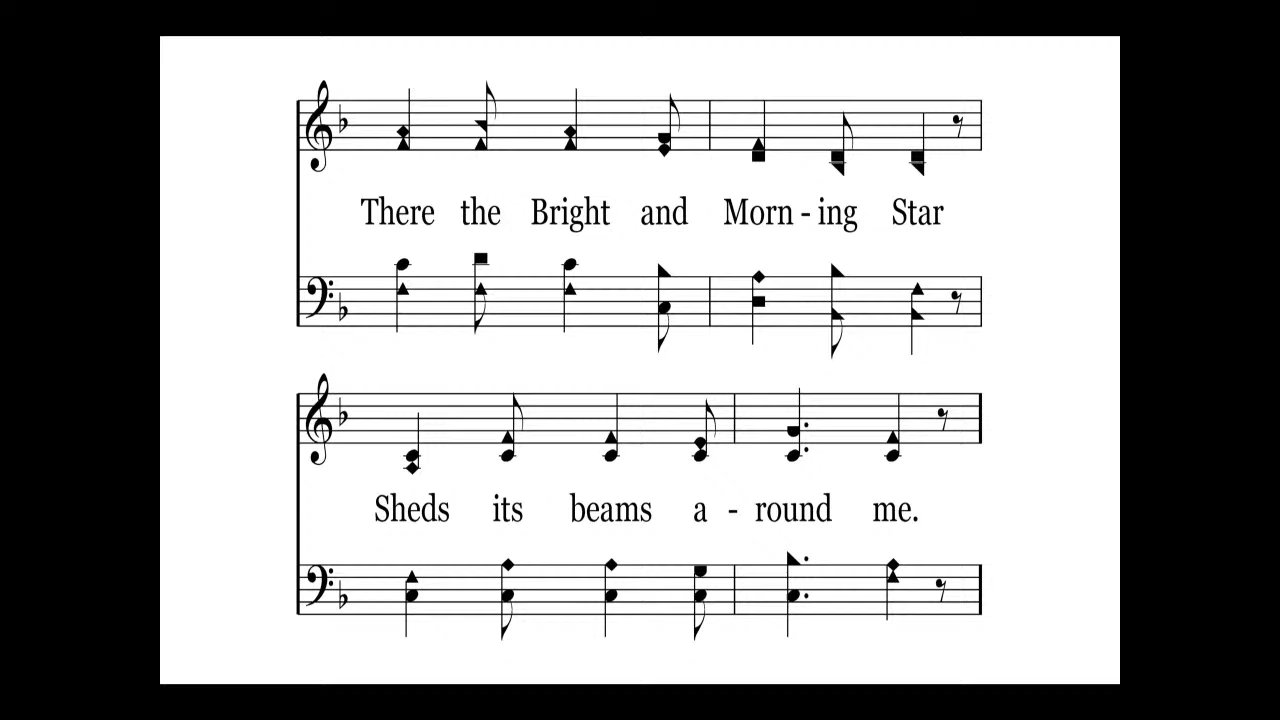 There the Bright and Morn - ing Star
Sheds its beams a - round me.